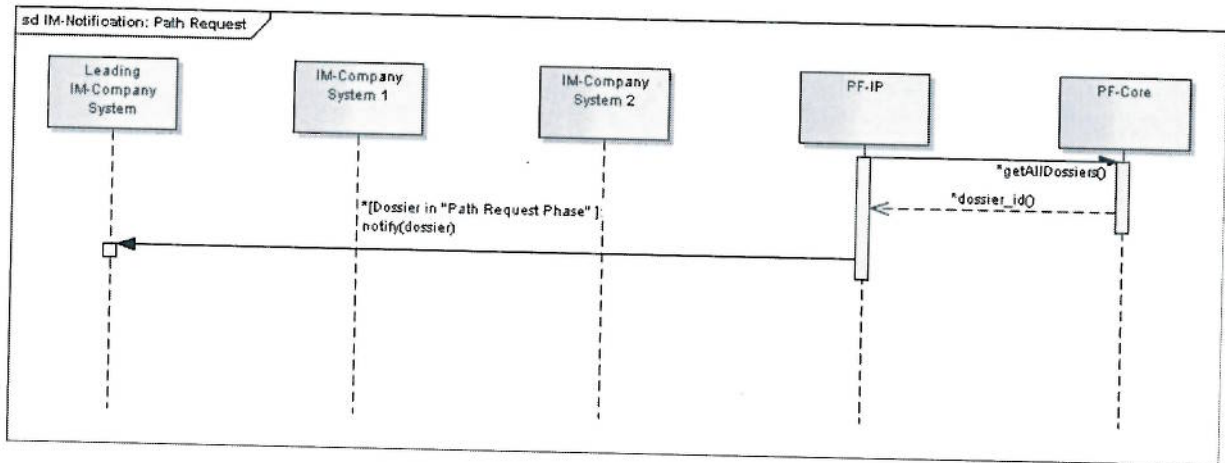 sd IM-Notification: Path Request
Leading
IM-Company
System
IM-Company
System 1
IM-Company
System 2
PF-IP
PF-Core
*getAllDossiers()
*dossier_id()
*[Dossier in "Path Request Phase" ]:
notify(dossier)